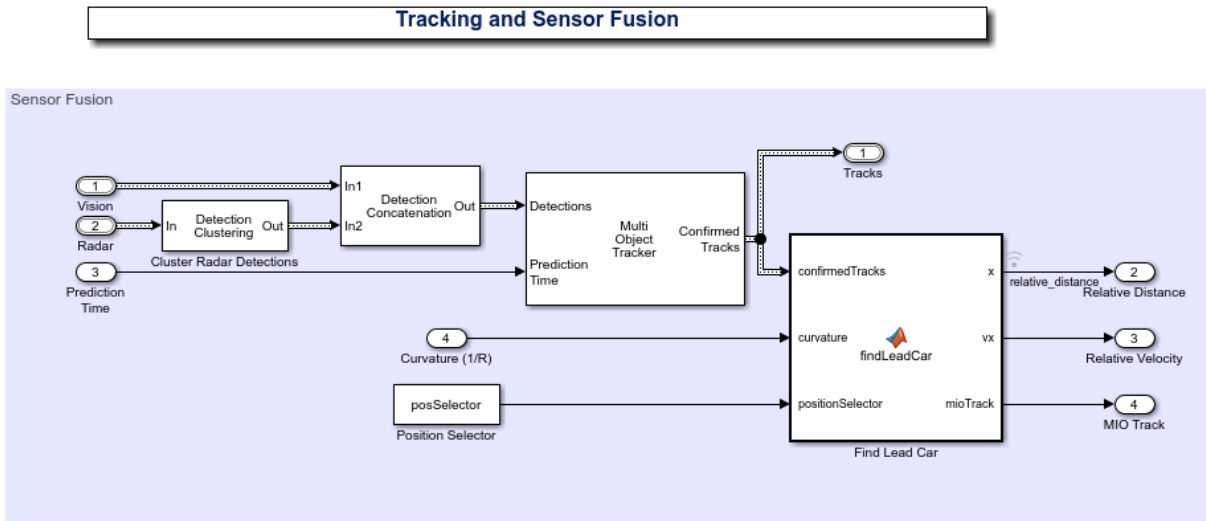 Tracking and Sensor Fusion
Sensor Fusion
1
Vision
2
Radar
3
Prediction
Time
In
Detection
Clustering
Out
Cluster Radar Detections
In1
In2
Detection
Concatenation
Out
Detections
Prediction
Time
Multi
Object
Tracker
Confirmed
Tracks
1
Tracks
4
Curvature (1/R)
posSelector
Position Selector
confirmedTracks
curvature
positionSelector
findLeadCar
x
vx
mioTrack
Find Lead Car
relative_distance
2
Relative Distance
3
Relative Velocity
4
MIO Track